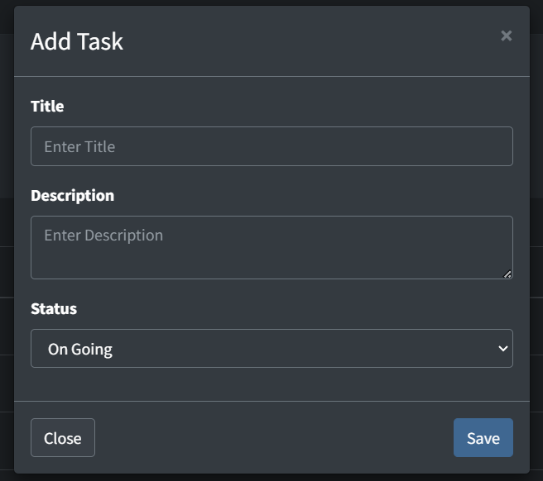 Add Task
×
Title
Enter Title
Description
Enter Description
Status
On Going
Close
Save